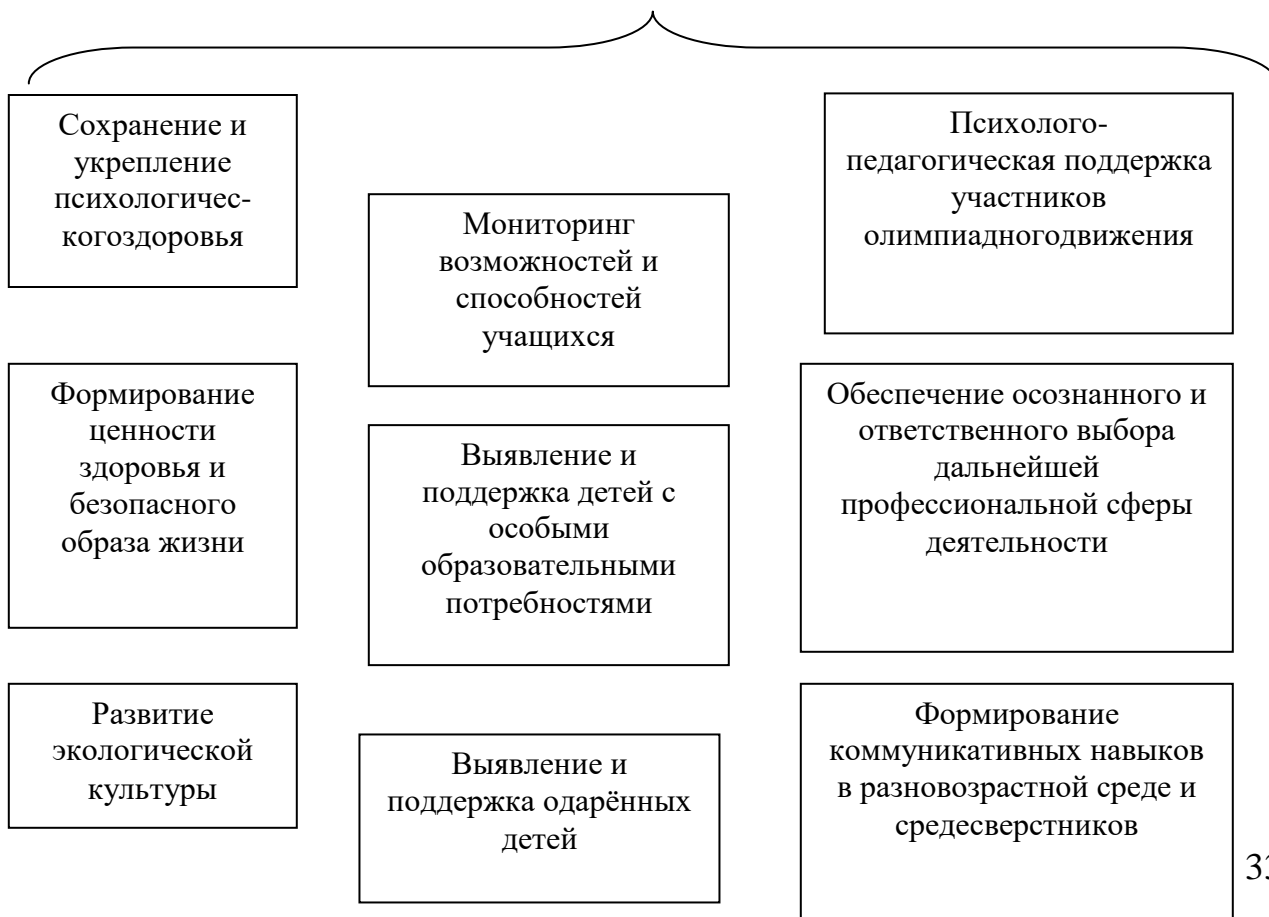 Сохранение и
укрепление
психологичес-
когоздоровья
Формирование
ценности
здоровья и
безопасного
образа жизни
Развитие
экологической
культуры
Мониторинг
возможностей и
способностей
учащихся
Выявление и
поддержка детей с
особыми
образовательными
потребностями
Выявление и
поддержка одарённых
детей
Психолого-
педагогическая поддержка
участников
олимпиадногодвижения
Обеспечение осознанного и
ответственного выбора
дальнейшей
профессиональной сферы
деятельности
Формирование
коммуникативных навыков
в разновозрастной среде и
средесверстников
33